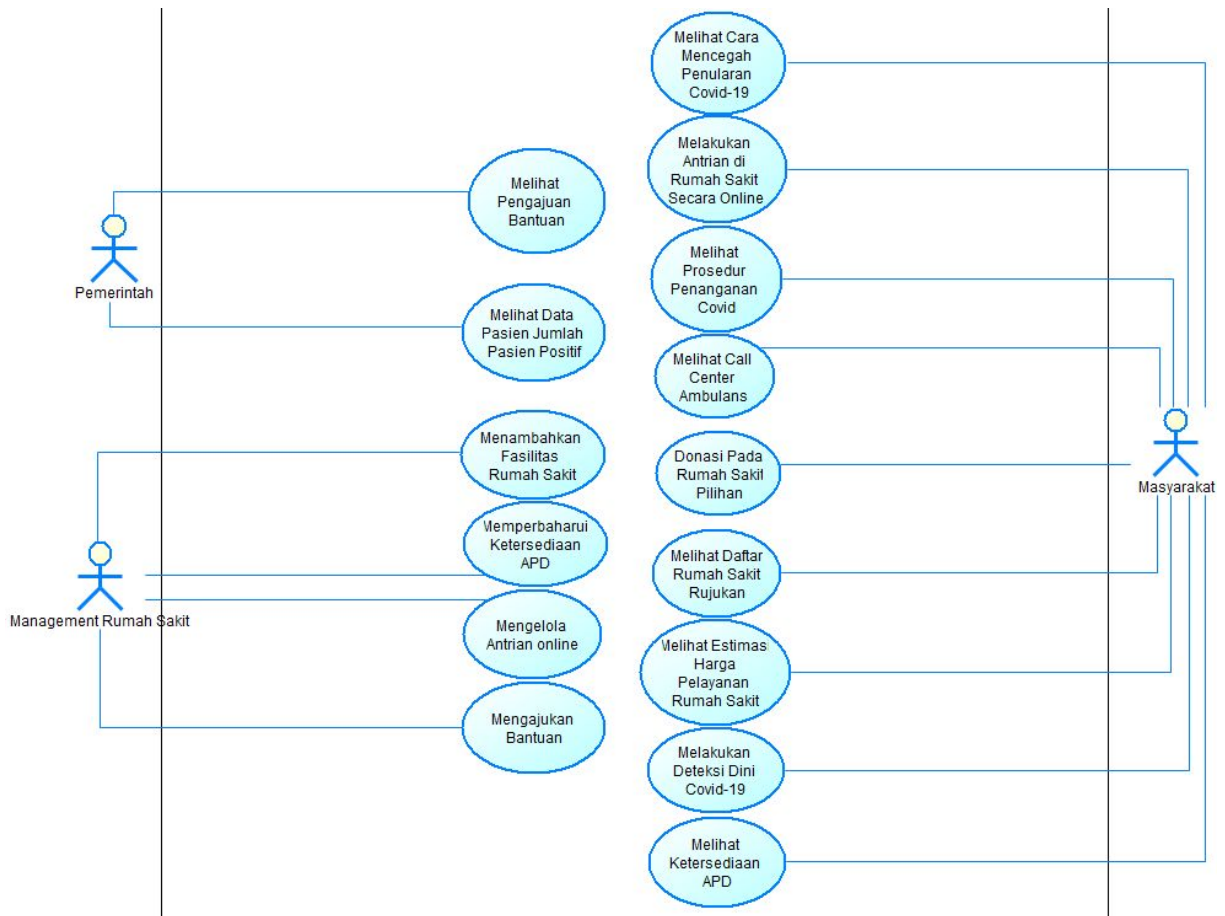 Melihat Cara
Mencegah
Penularan
Covid-19
Melakukan
Antrian di
Rumah Sakit
Secara Online
Melihat
Pengajuan
Bantuan
Melihat
Prosedur
Penanganan
Covid
Pemerintah
Melihat Data
Pasien Jumlah
Pasien Positif
Melihat Call
Center
Ambulans
Menambahkan
Fasilitas
Rumah Sakit
Donasi Pada
Rumah Sakit
Pilihan
Masyarakat
Memperbaharui
Ketersediaan
APD
Melihat Daftar
Rumah Sakit
Rujukan
Management Rumah Sakit
Mengelola
Antrian online
Melihat Estimasi
Harga
Pelayanan
Rumah Sakit
Mengajukan
Bantuan
Melakukan
Deteksi Dini
Covid-19
Melihat
Ketersediaan
APD